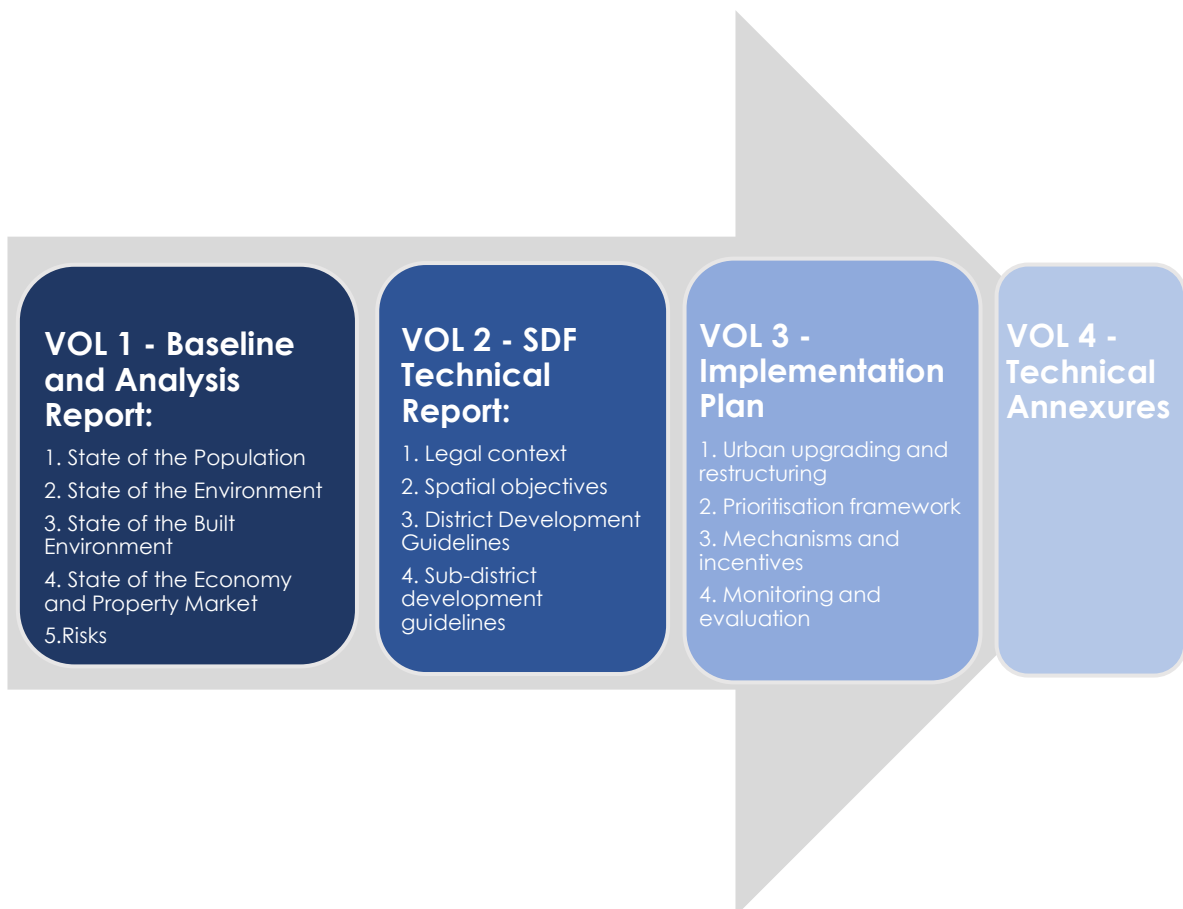 VOL 1 - Baseline
and Analysis
Report:
1. State of the Population
2. State of the Environment
3. State of the Built
Environment
4. State of the Economy
and Property Market
5.Risks
VOL 2 - SDF
Technical
Report:
1. Legal context
2. Spatial objectives
3. District Development
Guidelines
4. Sub-district
development
guidelines
VOL 3 -
Implementation
Plan
1. Urban upgrading and
restructuring
2. Prioritisation framework
3. Mechanisms and
incentives
4. Monitoring and
evaluation
VOL 4 -
Technical
Annexures